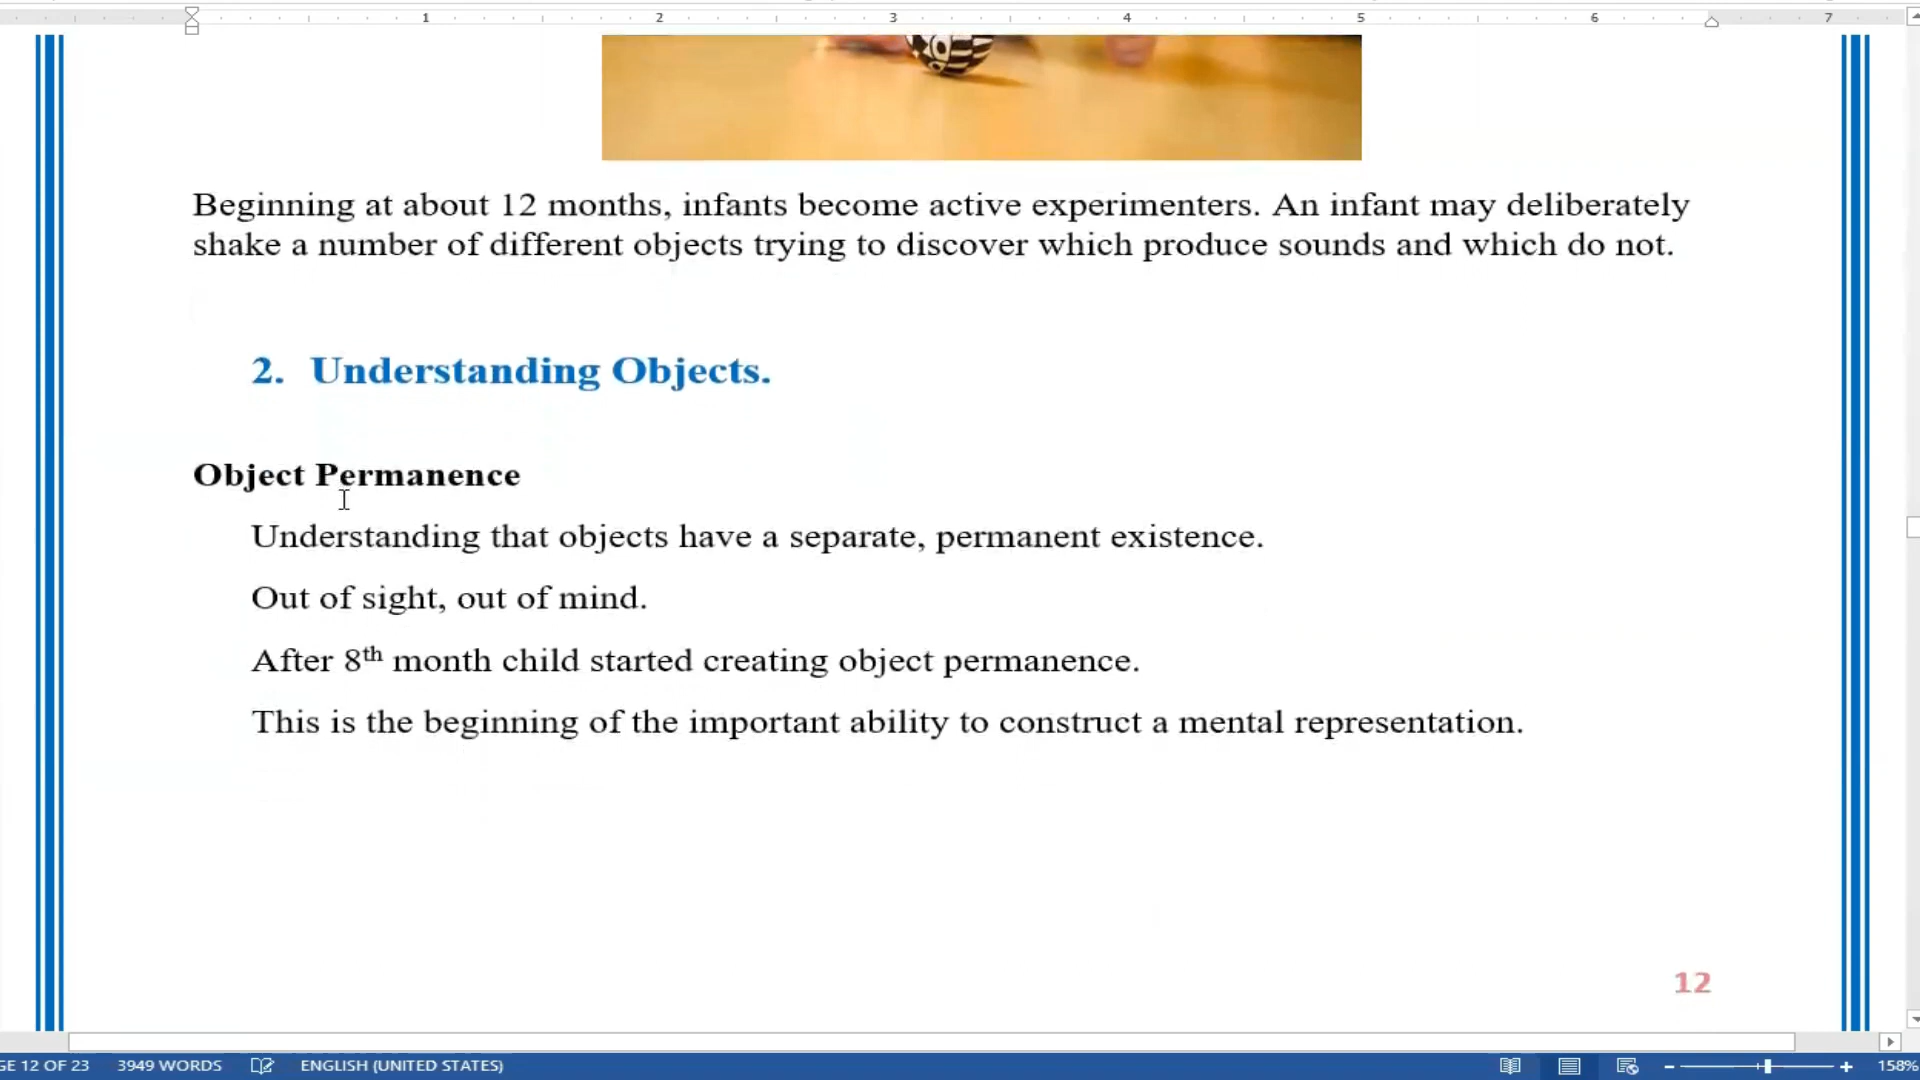 1 2 3 4 5 6 7
Beginning at about 12 months, infants become active experimenters. An infant may deliberately
shake a number of different objects trying to discover which produce sounds and which do not.
2. Understanding Objects.
Object Permanence
Understanding that objects have a separate, permanent existence.
Out of sight, out of mind.
After 8th month child started creating object permanence.
This is the beginning of the important ability to construct a mental representation.
12
GE 12 OF 23 3949 WORDS ENGLISH (UNITED STATES) 158%